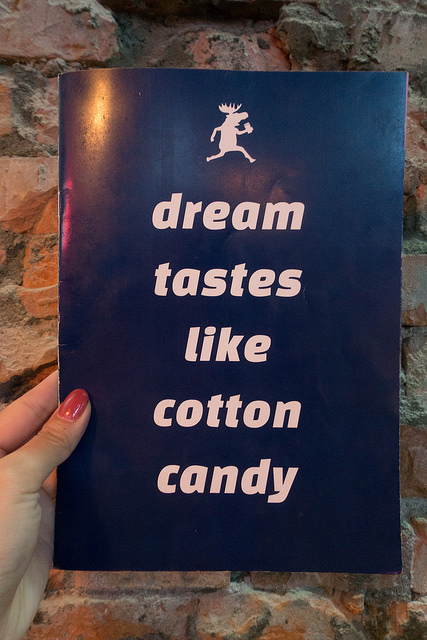 dream
tastes
like
cotton
candy